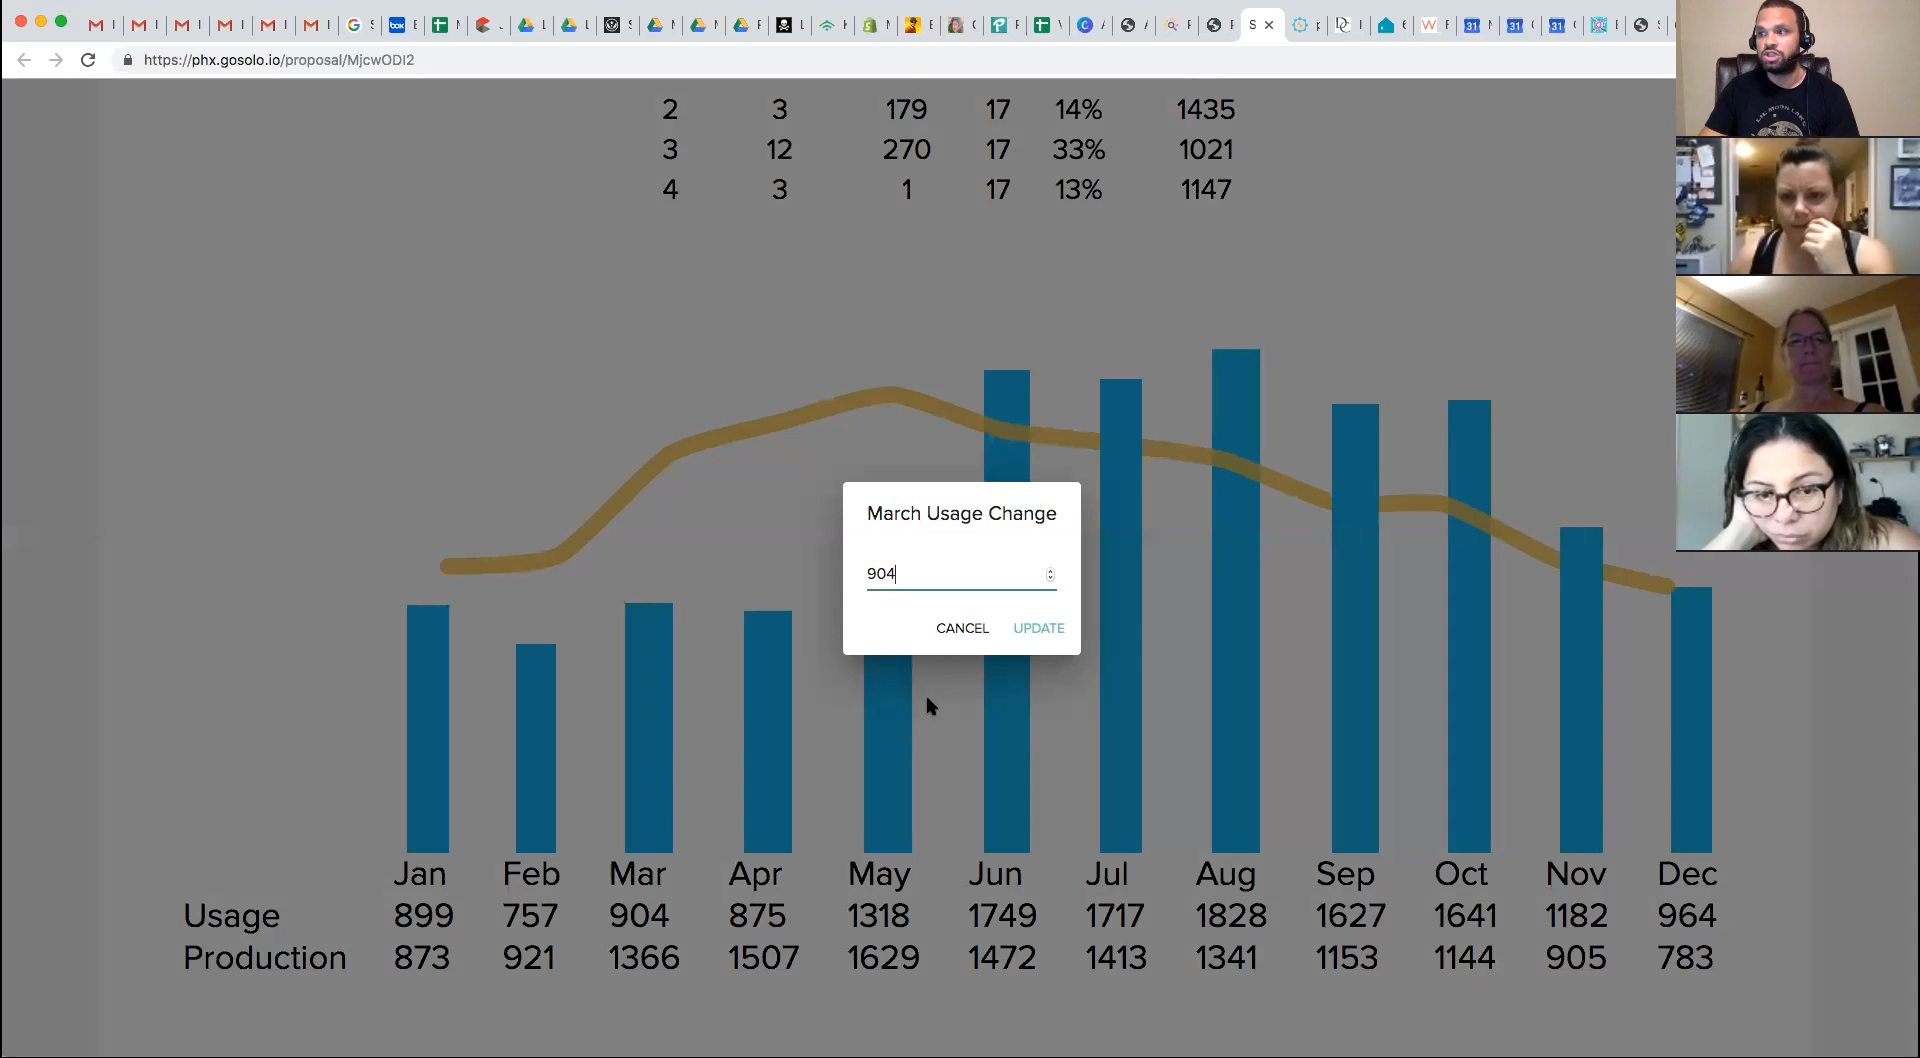 S
https://phx.gosolo.io/proposal/MjcwODI2
2 3 179 17 14% 1435
3 12 270 17 33% 1021
4 3 1 17 13% 1147
March Usage Change
904
CANCEL UPDATE
Jan Feb Mar Apr May Jun Jul Aug Sep Oct Nov Dec
Usage 899 757 904 875 1318 1749 1717 1828 1627 1641 1182 964
Production 873 921 1366 1507 1629 1472 1413 1341 1153 1144 905 783